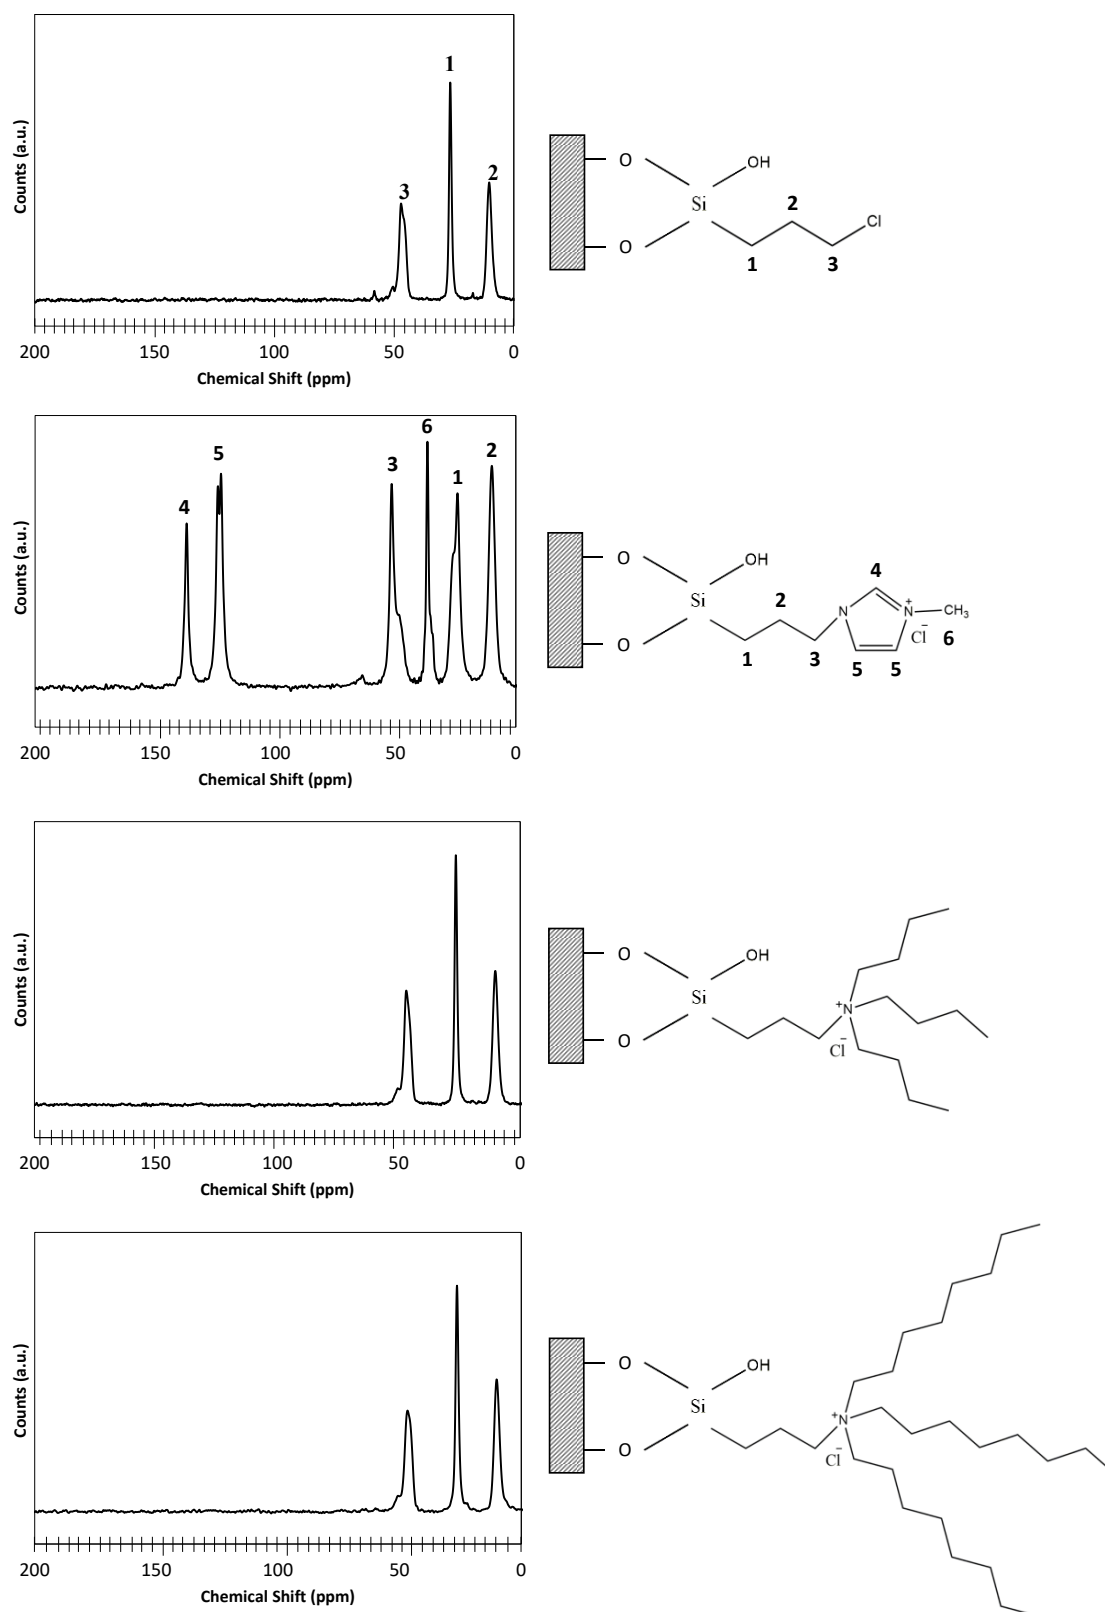 Counts (a.u.)
3
1
2
200 150 100 50 0
Chemical Shift (ppm)
O
OH
Si
2
Cl
O
1
3
Counts (a.u.)
4
5
3
6
1
2
200 150 100 50 0
Chemical Shift (ppm)
O
OH
4
Si
2
N
N+
CH3
Cl−
6
O
1
3
5
5
Counts (a.u.)
200 150 100 50 0
Chemical Shift (ppm)
O
OH
Si
+N
O
Cl−
Counts (a.u.)
200 150 100 50 0
Chemical Shift (ppm)
O
OH
Si
+N
O
Cl−